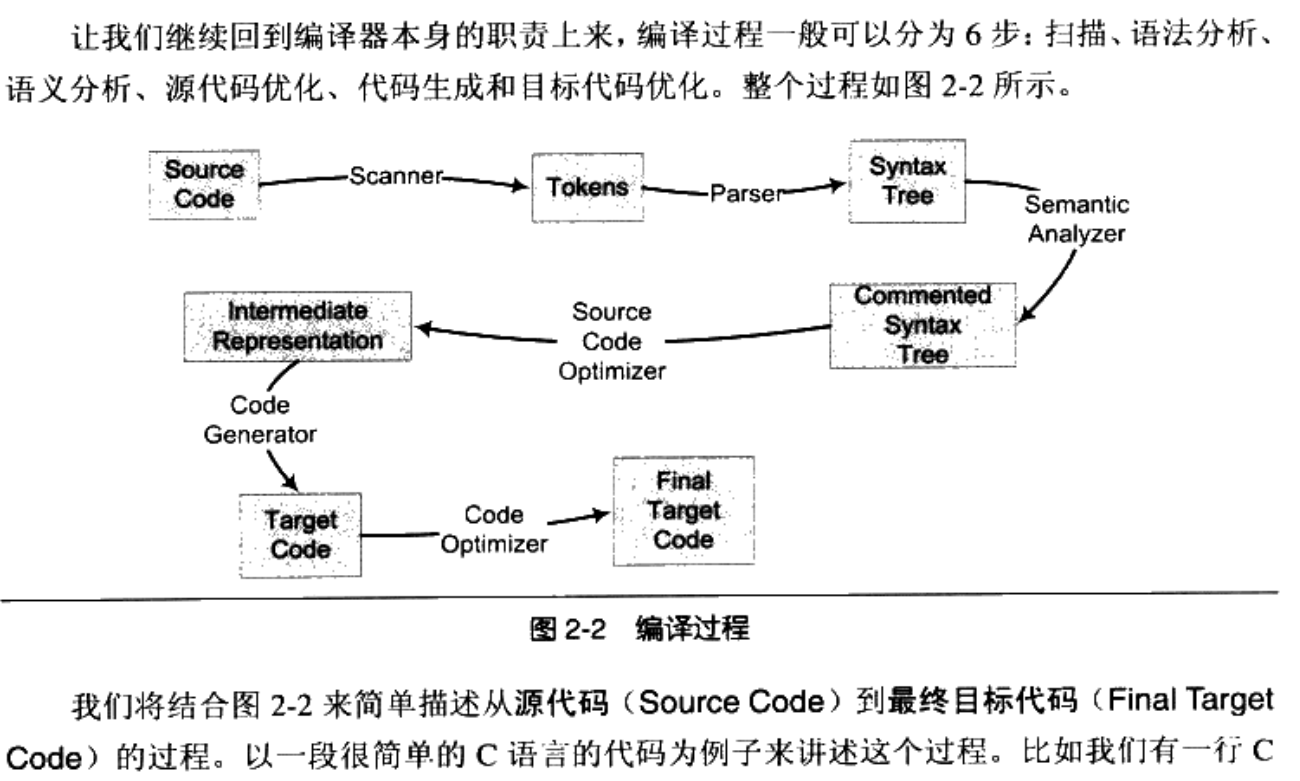 让我们继续回到编译器本身的职责上来，编译过程一般可以分为 6 步：扫描、语法分析、
语义分析、源代码优化、代码生成和目标代码优化。整个过程如图 2-2 所示。
Source
Code
Scanner
Tokens
Parser
Syntax
Tree
Semantic
Analyzer
Commented
Syntax
Tree
Source
Code
Optimizer
Intermediate
Representation
Code
Generator
Target
Code
Code
Optimizer
Final
Target
Code
图 2-2 编译过程
我们将结合图 2-2 来简单描述从源代码（Source Code）到最终目标代码（Final Target
Code）的过程。以一段很简单的 C 语言的代码为例子来讲述这个过程。比如我们有一行 C